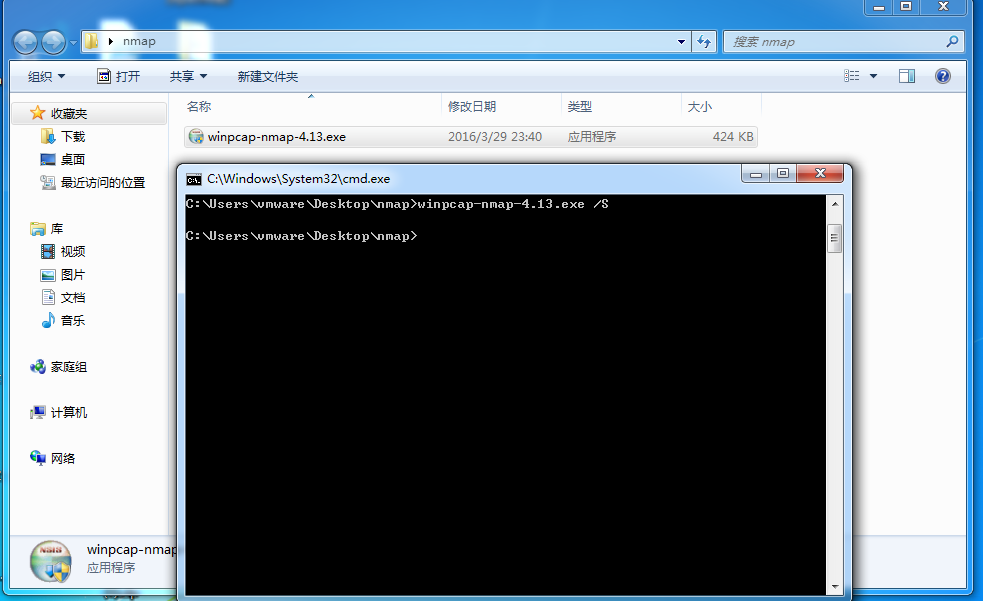 nmap
搜索 nmap
组织 打开 共享 新建文件夹
收藏夹
下载
桌面
最近访问的位置
库
视频
图片
文档
音乐
家庭组
计算机
网络
名称 修改日期 类型 大小
winpcap-nmap-4.13.exe 2016/3/29 23:40 应用程序 424 KB
C:\Windows\System32\cmd.exe
C:\Users\vmware\Desktop\nmap>winpcap-nmap-4.13.exe /S
C:\Users\vmware\Desktop\nmap>
winpcap-nmap
应用程序